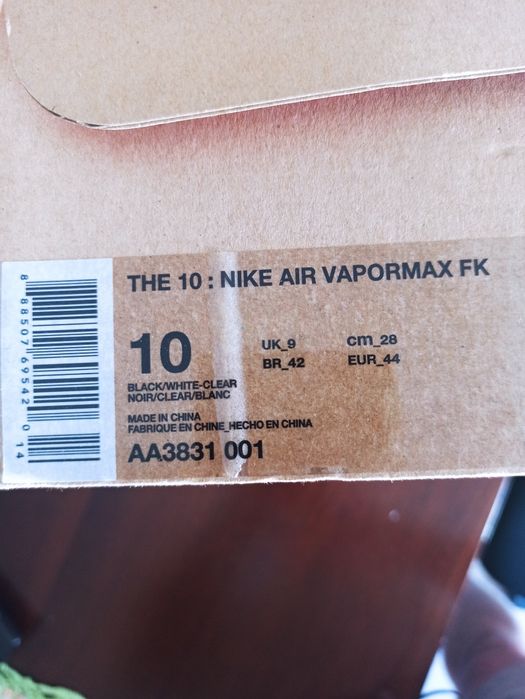 THE 10 : NIKE AIR VAPORMAX FK
10
UK_9 cm_28
BR_42 EUR_44
BLACK/WHITE-CLEAR
NOIR/CLEAR/BLANC
MADE IN CHINA
FABRIQUE EN CHINE_HECHO EN CHINA
AA3831 001
8 88507 69542 0 14